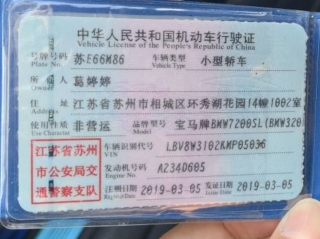 中华人民共和国机动车行驶证
Vehicle License of the People's Republic of China
号牌号码 苏E66M86 车辆类型 小型轿车
Plate No. Vehicle Type
所有人 葛婷婷
Owner
住址 江苏省苏州市相城区环秀湖花园14幢1002室
Address
使用性质 非营运 品牌型号 宝马牌BMW7200SL(BMW320
Use Character Model
江苏省苏州市公安局交通警察支队
车辆识别代号 LBV8W3102KMP05036
VIN
发动机号码 A234D605
Engine No.
注册日期 2019-03-05 发证日期 2019-03-05